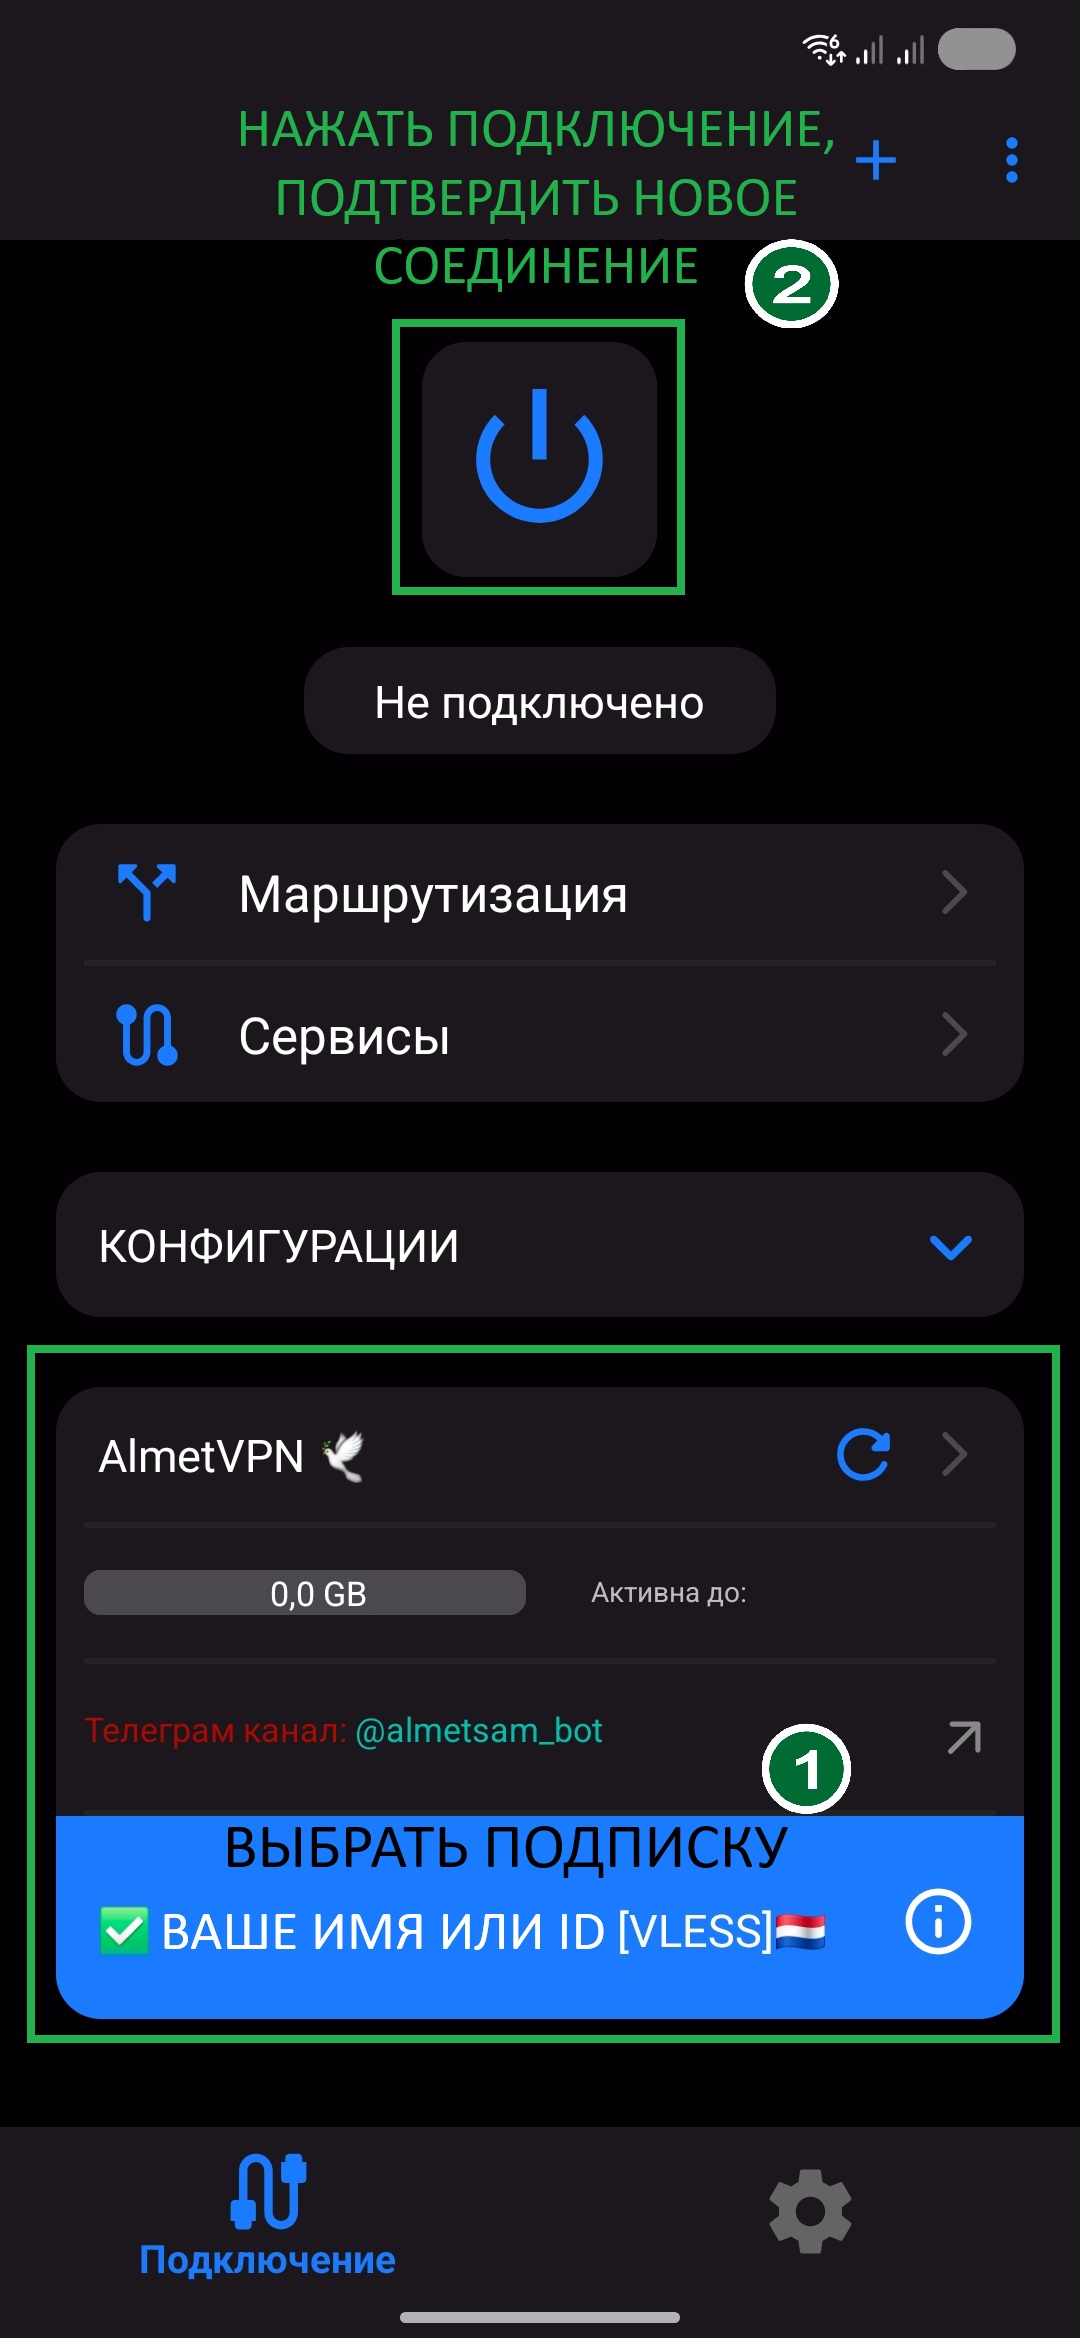 НАЖАТЬ ПОДКЛЮЧЕНИЕ,
ПОДТВЕРДИТЬ НОВОЕ
СОЕДИНЕНИЕ
2
Не подключено
Маршрутизация
Сервисы
КОНФИГУРАЦИИ
AlmetVPN 🕊
0,0 GB
Активна до:
Телеграм канал: @almetsam_bot
1
ВЫБРАТЬ ПОДПИСКУ
✅ ВАШЕ ИМЯ ИЛИ ID [VLESS]🇳🇱
Подключение